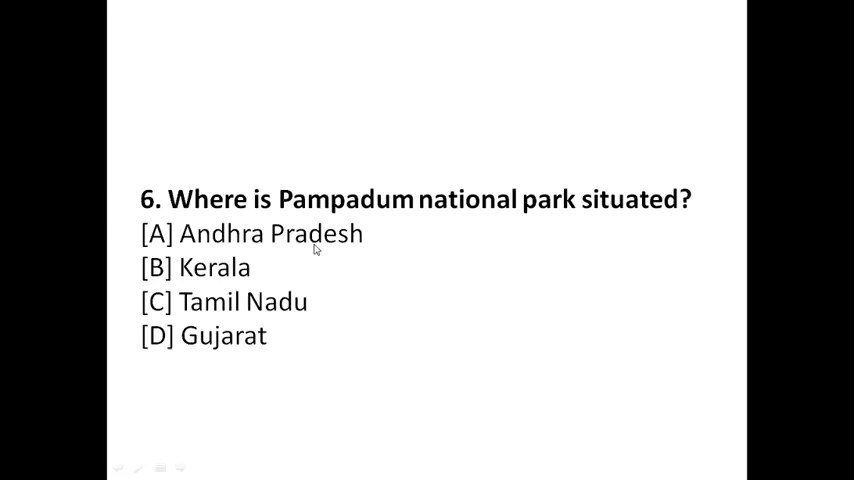 6. Where is Pampadum national park situated?
[A] Andhra Pradesh
[B] Kerala
[C] Tamil Nadu
[D] Gujarat